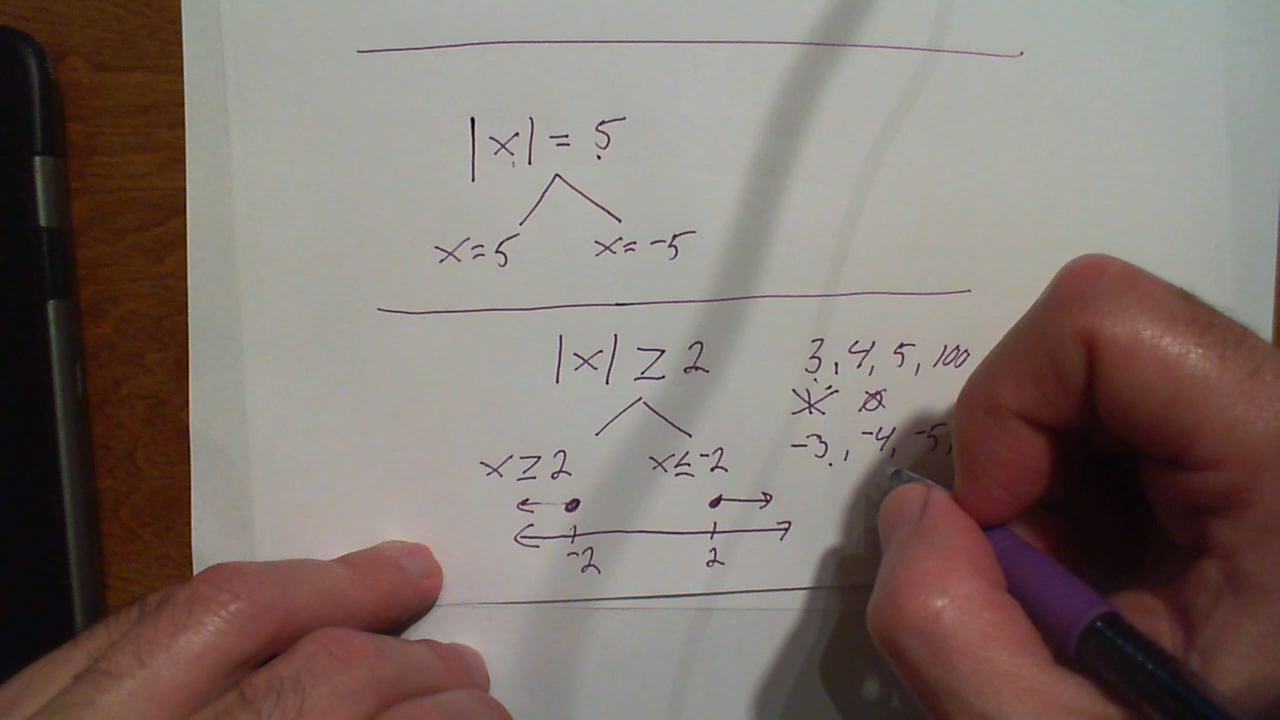 |x| = 5
x=5 x=-5
|x| ≥ 2
x ≥ 2 x≤-2
-2 2
3, 4, 5, 100
-3, -4, -5,